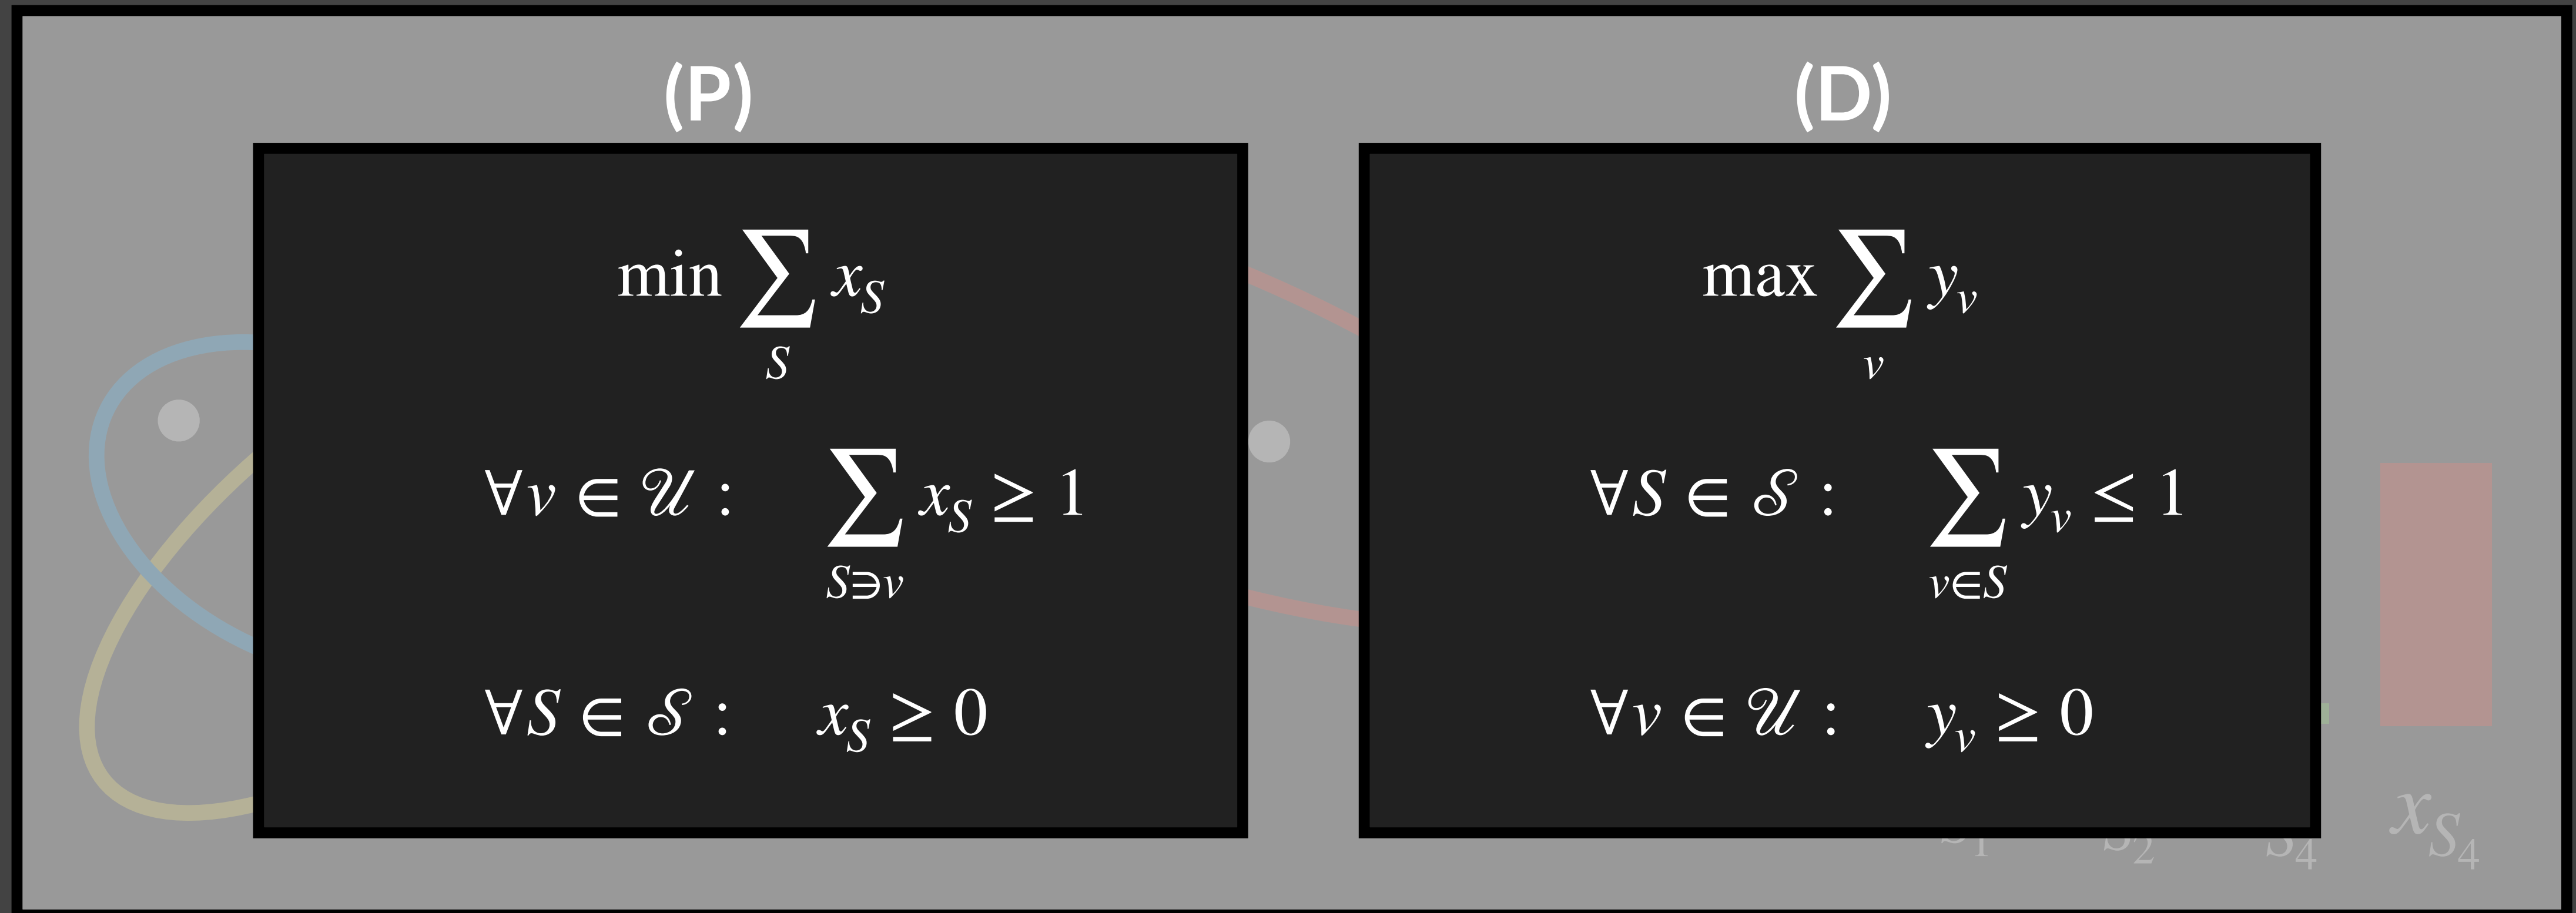 (P)
min ∑_S x_S
∀v ∈ 𝒰 : ∑_{S∋v} x_S ≥ 1
∀S ∈ 𝒮 : x_S ≥ 0
(D)
max ∑_v y_v
∀S ∈ 𝒮 : ∑_{v∈S} y_v ≤ 1
∀v ∈ 𝒰 : y_v ≥ 0
x_{S_4}